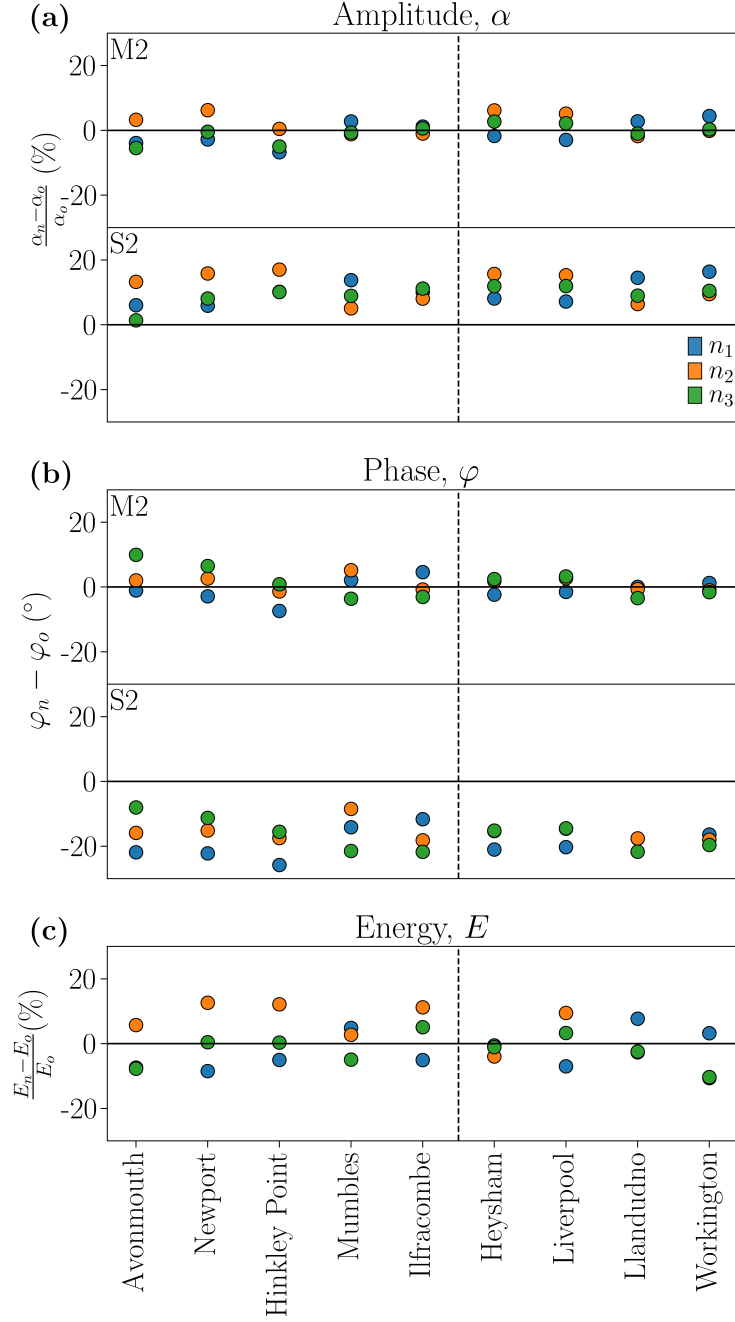 (a) Amplitude, α
M2
20
0
-20
S2
20
0
-20
αn−αo/αo (%)
n1
n2
n3
(b) Phase, φ
M2
20
0
-20
S2
20
0
-20
φn − φo (°)
(c) Energy, E
20
0
-20
En−Eo/Eo (%)
Avonmouth
Newport
Hinkley Point
Mumbles
Ilfracombe
Heysham
Liverpool
Llandudno
Workington